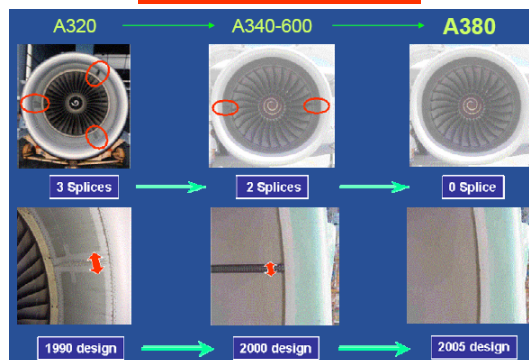 A320
A340-600
A380
3 Splices
2 Splices
0 Splice
1990 design
2000 design
2005 design